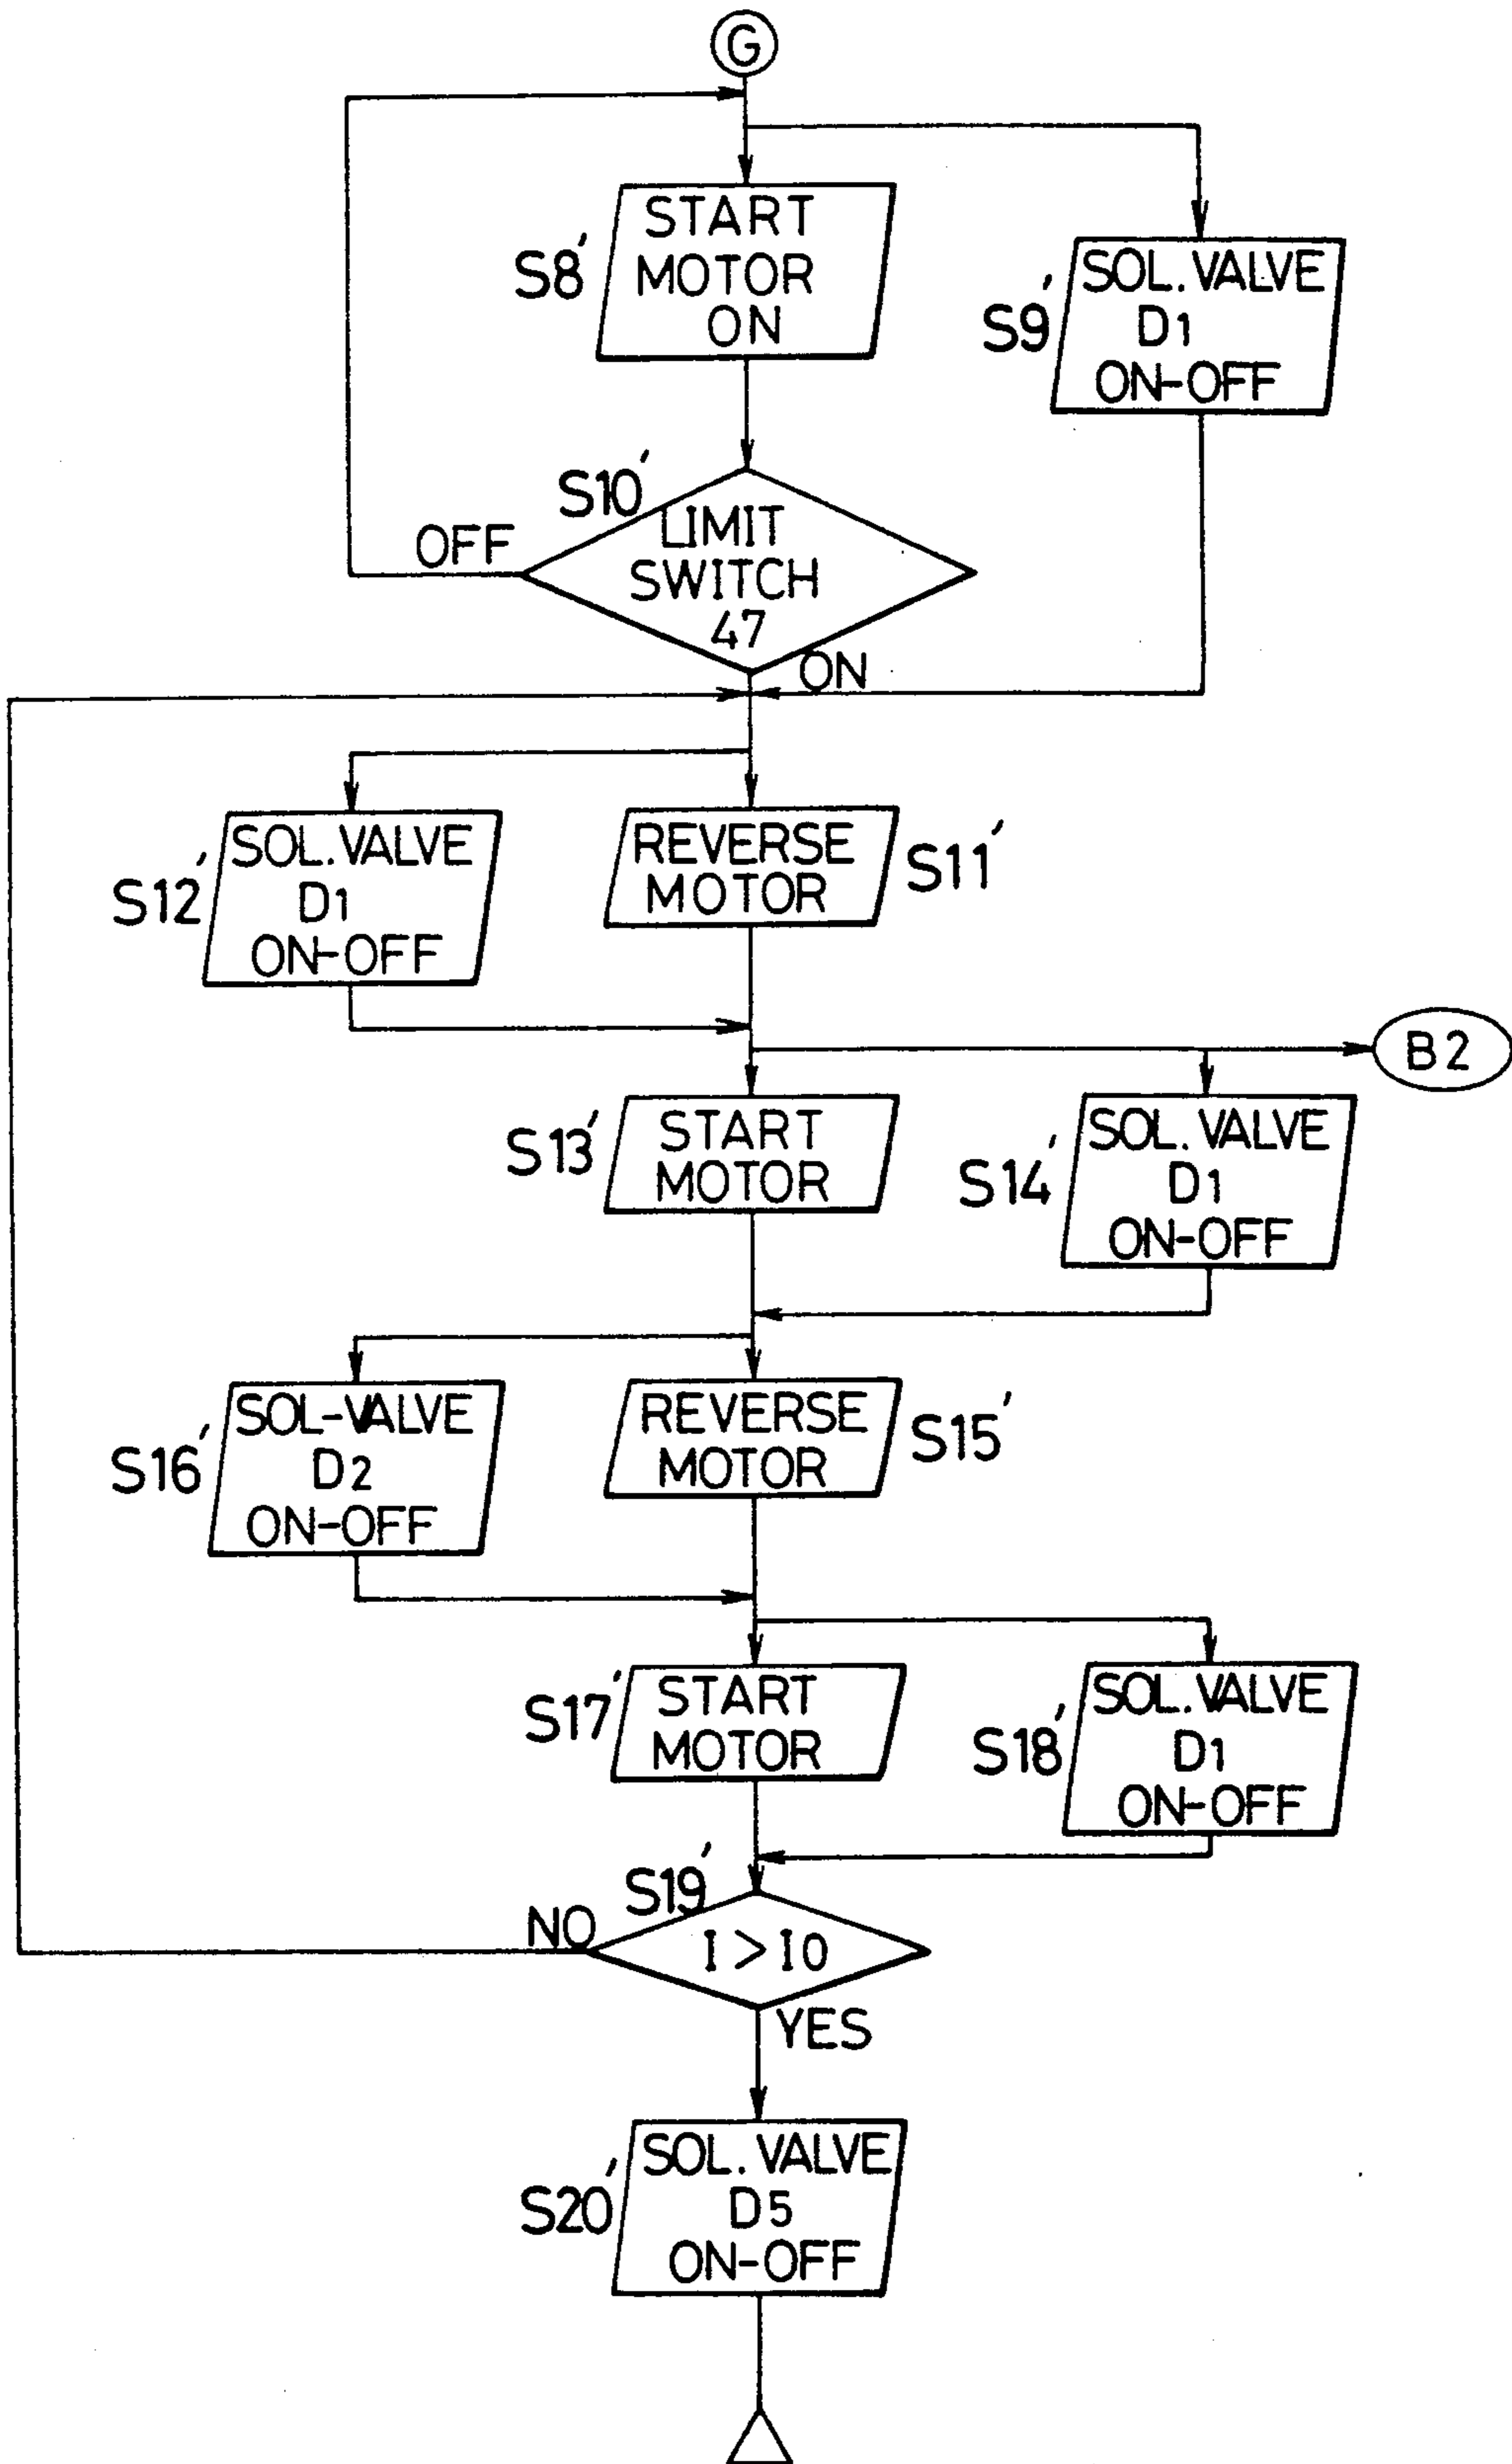 G
START
MOTOR
ON
S8'
SOL. VALVE
D1
ON-OFF
S9'
S10'
LIMIT
SWITCH
47
OFF
ON
SOL. VALVE
D1
ON-OFF
S12'
REVERSE
MOTOR
S11'
B2
S13'
START
MOTOR
S14'
SOL. VALVE
D1
ON-OFF
S16'
SOL-VALVE
D2
ON-OFF
REVERSE
MOTOR
S15'
S17'
START
MOTOR
S18'
SOL. VALVE
D1
ON-OFF
S19'
NO
I > I0
YES
S20'
SOL. VALVE
D5
ON-OFF